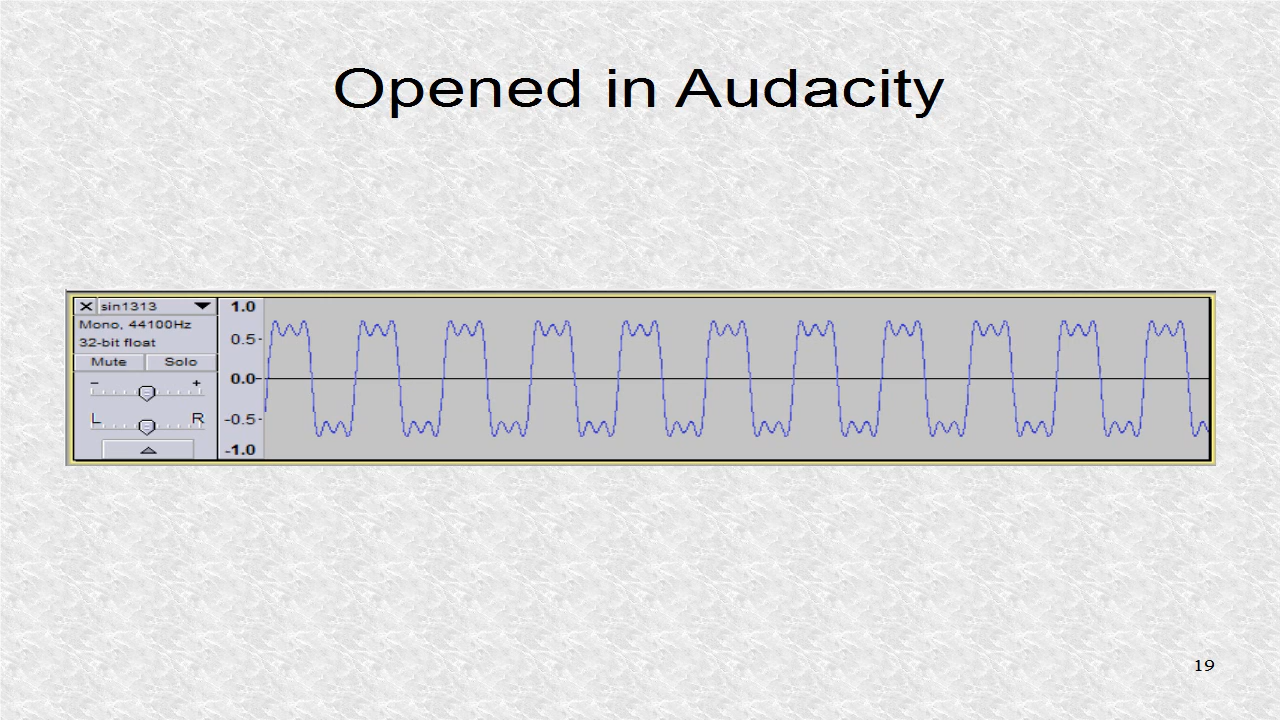 Opened in Audacity
X sin1313
Mono, 44100Hz
32-bit float
Mute Solo
- +
L R
1.0
0.5-
0.0-
-0.5-
-1.0
19